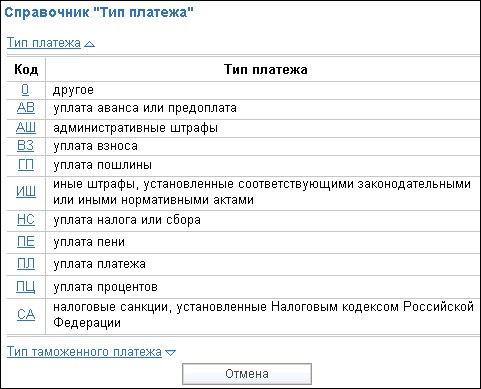 Справочник "Тип платежа"
Тип платежа
Код Тип платежа
0 другое
АВ уплата аванса или предоплата
АШ административные штрафы
ВЗ уплата взноса
ГП уплата пошлины
ИШ иные штрафы, установленные соответствующими законодательными
или иными нормативными актами
НС уплата налога или сбора
ПЕ уплата пени
ПЛ уплата платежа
ПЦ уплата процентов
СА налоговые санкции, установленные Налоговым кодексом Российской
Федерации
Тип таможенного платежа
Отмена